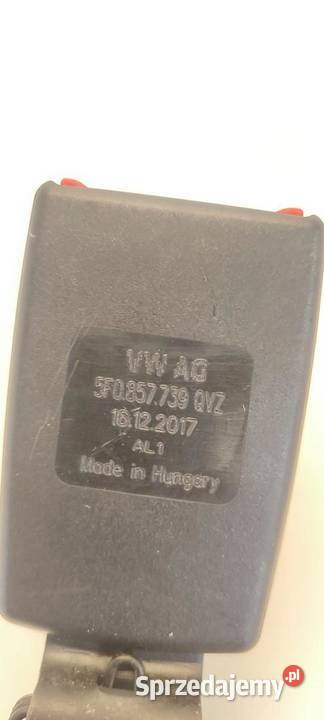 VW AG
5F0.857.739 QVZ
16.12.2017
AL1
Made in Hungary
Sprzedajemy.pl